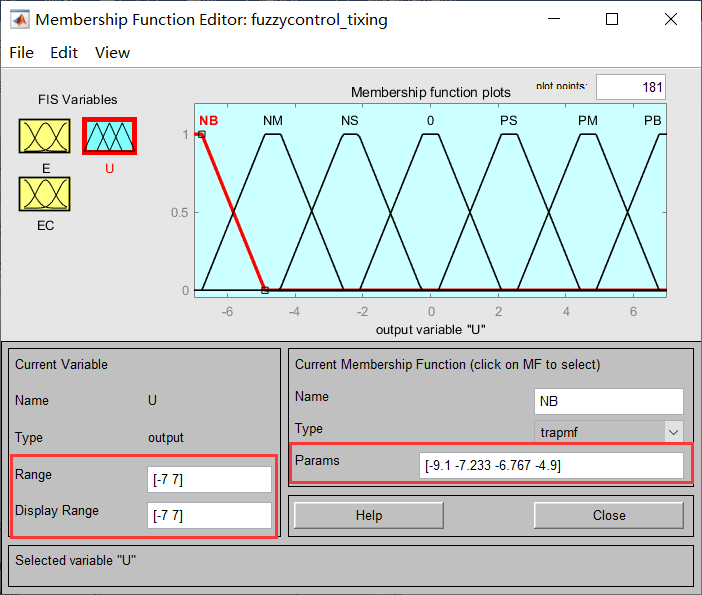 Membership Function Editor: fuzzycontrol_tixing
File Edit View
FIS Variables
E
U
EC
Membership function plots
plot points:
181
NB NM NS 0 PS PM PB
1
0.5
0
-6 -4 -2 0 2 4 6
output variable "U"
Current Variable
Name U
Type output
Range [-7 7]
Display Range [-7 7]
Current Membership Function (click on MF to select)
Name NB
Type trapmf
Params [-9.1 -7.233 -6.767 -4.9]
Help Close
Selected variable "U"